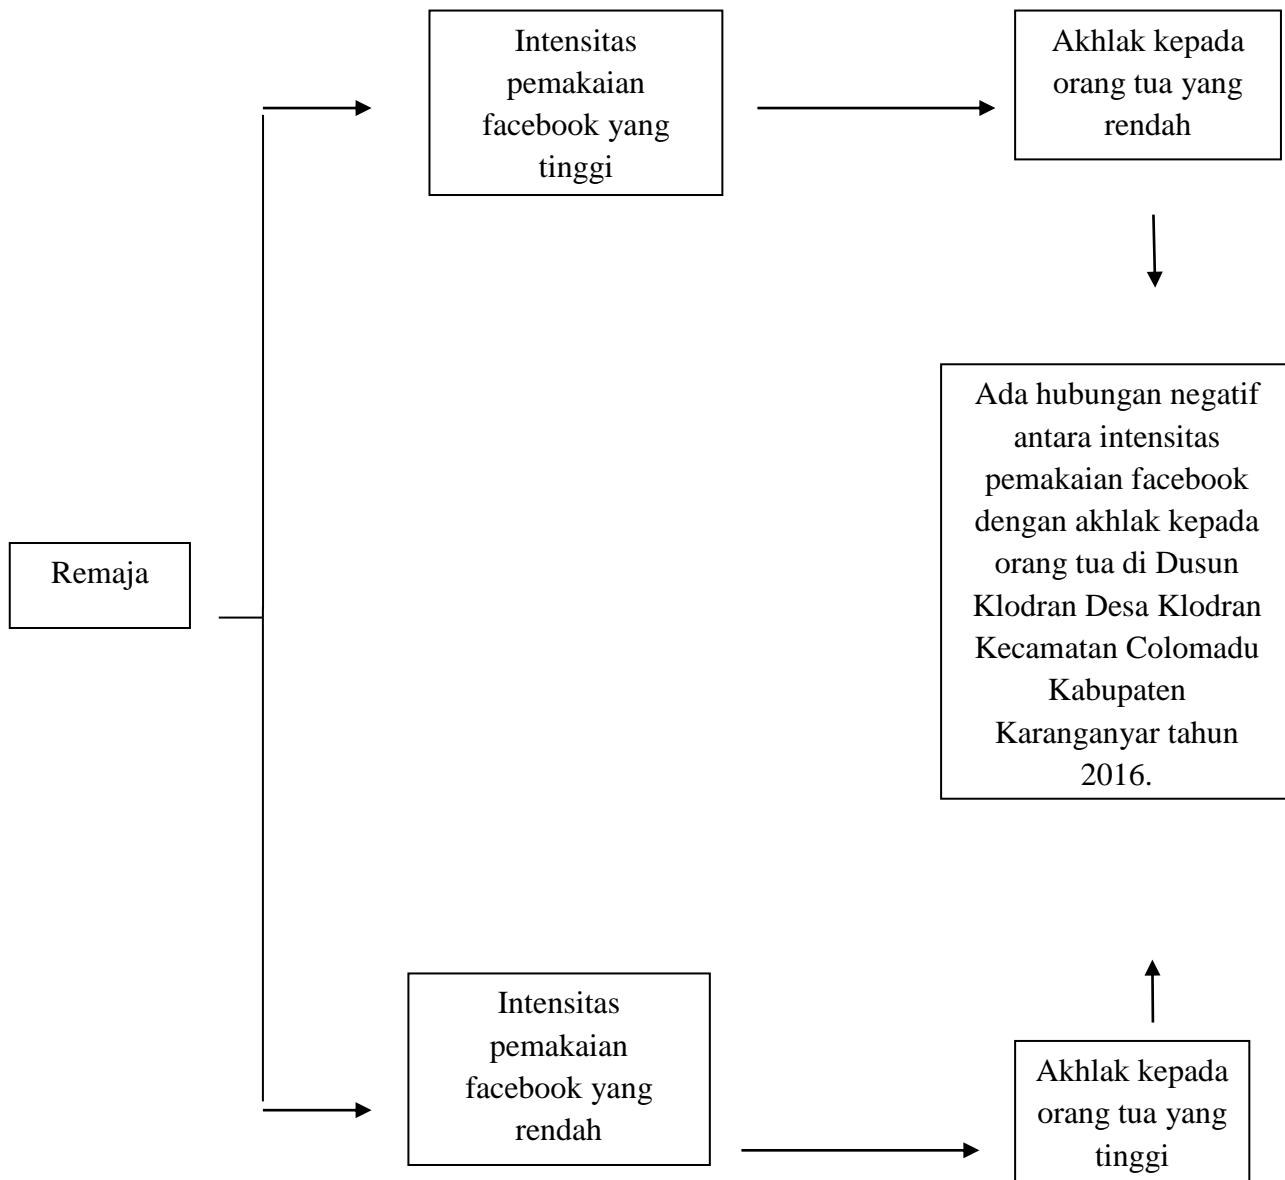 Intensitas
pemakaian
facebook yang
tinggi
Akhlak kepada
orang tua yang
rendah
Ada hubungan negatif
antara intensitas
pemakaian facebook
dengan akhlak kepada
orang tua di Dusun
Klodran Desa Klodran
Kecamatan Colomadu
Kabupaten
Karanganyar tahun
2016.
Remaja
Intensitas
pemakaian
facebook yang
rendah
Akhlak kepada
orang tua yang
tinggi